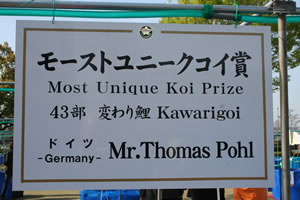 モーストユニークコイ賞
Most Unique Koi Prize
43部 変わり鯉 Kawarigoi
ドイツ
-Germany- Mr.Thomas Pohl